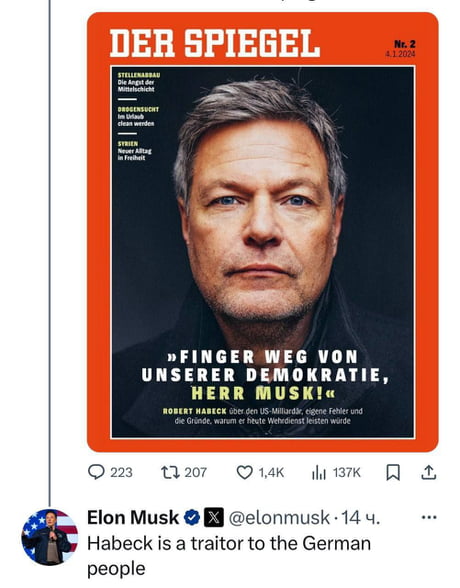 DER SPIEGEL
Nr. 2
4.1.2024
STELLENABBAU
Die Angst der
Mittelschicht
DROGENSUCHT
Im Urlaub
clean werden
SYRIEN
Neuer Alltag
in Freiheit
»FINGER WEG VON
UNSERER DEMOKRATIE,
HERR MUSK!«
ROBERT HABECK über den US-Milliardär, eigene Fehler und
die Gründe, warum er heute Wehrdienst leisten würde
223 207 1,4K 137K
Elon Musk @elonmusk · 14 ч.
Habeck is a traitor to the German
people